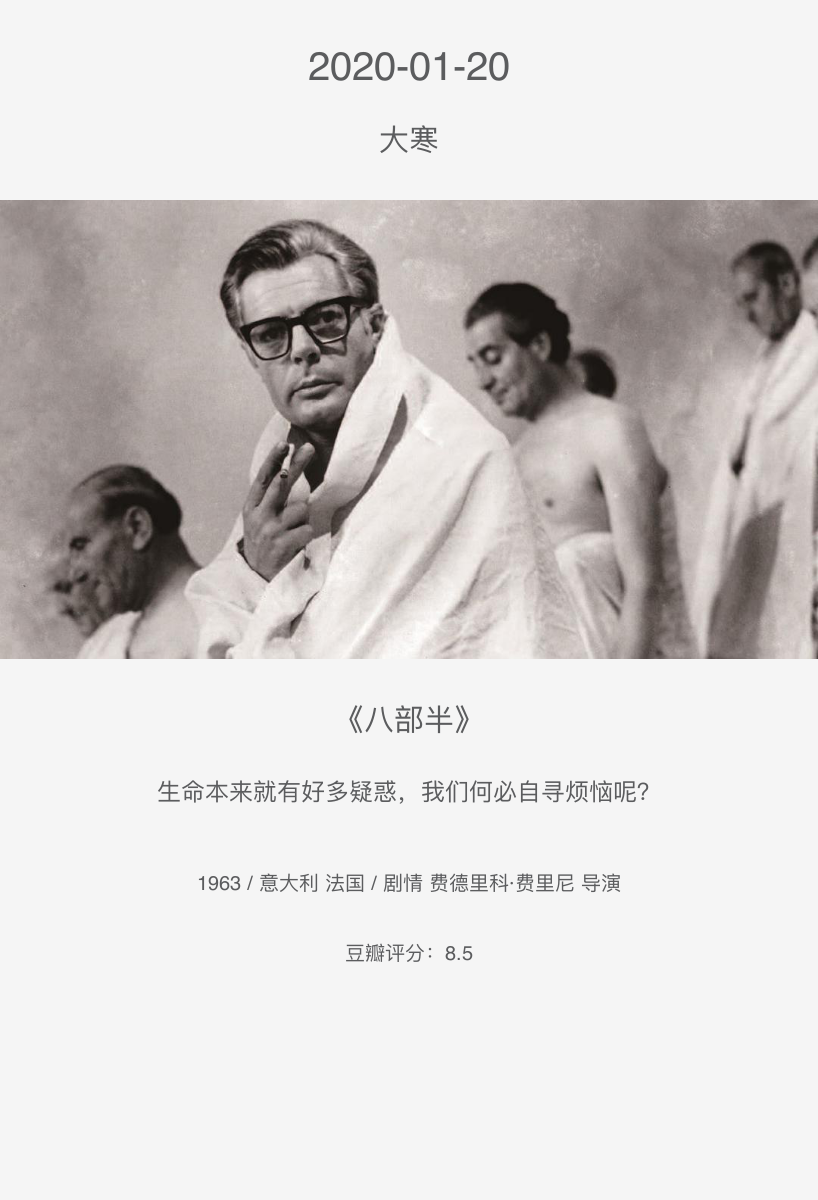 2020-01-20
大寒
《八部半》
生命本来就有好多疑惑，我们何必自寻烦恼呢？
1963 / 意大利 法国 / 剧情 费德里科·费里尼 导演
豆瓣评分：8.5